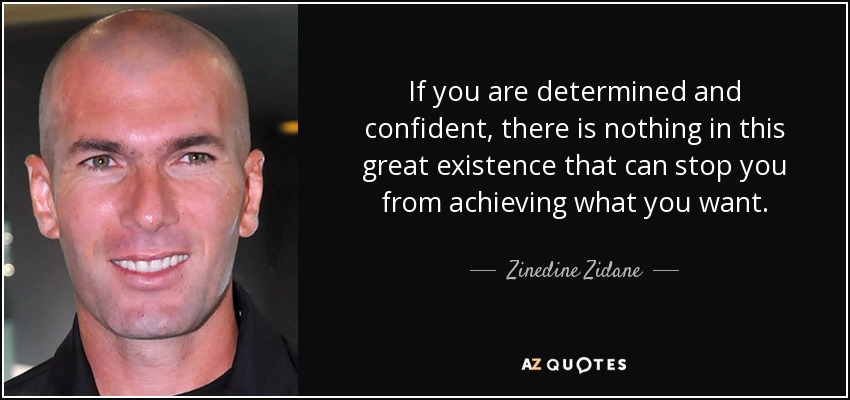 If you are determined and
confident, there is nothing in this
great existence that can stop you
from achieving what you want.
Zinedine Zidane
AZ QUOTES